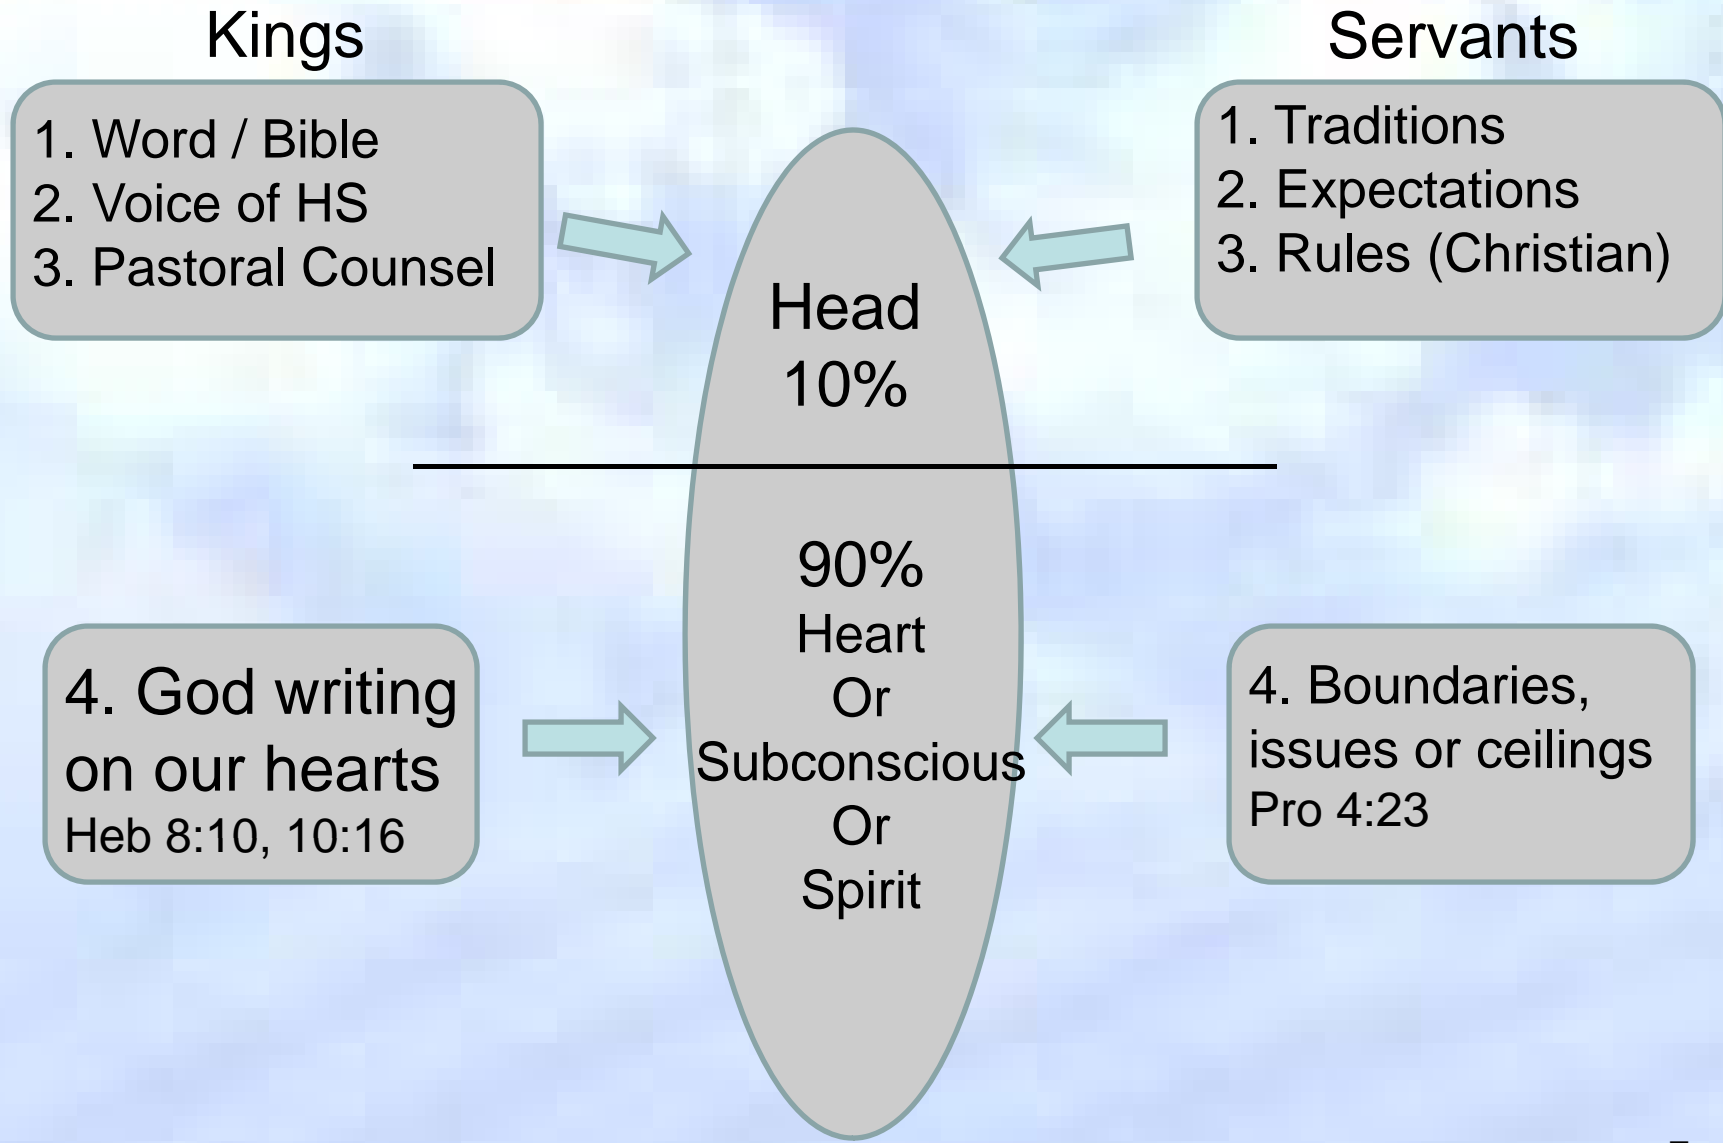 Kings
1. Word / Bible
2. Voice of HS
3. Pastoral Counsel
Servants
1. Traditions
2. Expectations
3. Rules (Christian)
Head
10%
90%
Heart
Or
Subconscious
Or
Spirit
4. God writing
on our hearts
Heb 8:10, 10:16
4. Boundaries,
issues or ceilings
Pro 4:23